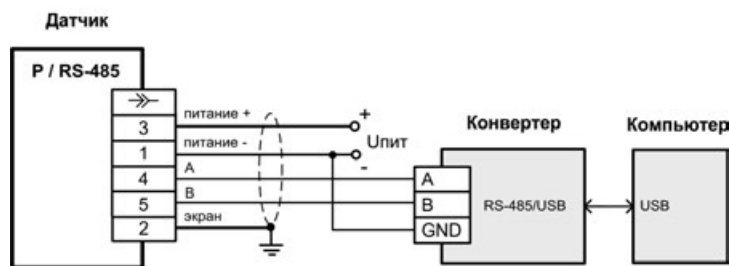 Датчик
P / RS-485
3
питание +
+
1
питание -
Uпит
-
4
A
5
B
2
экран
Конвертер
A
B
GND
RS-485/USB
Компьютер
USB